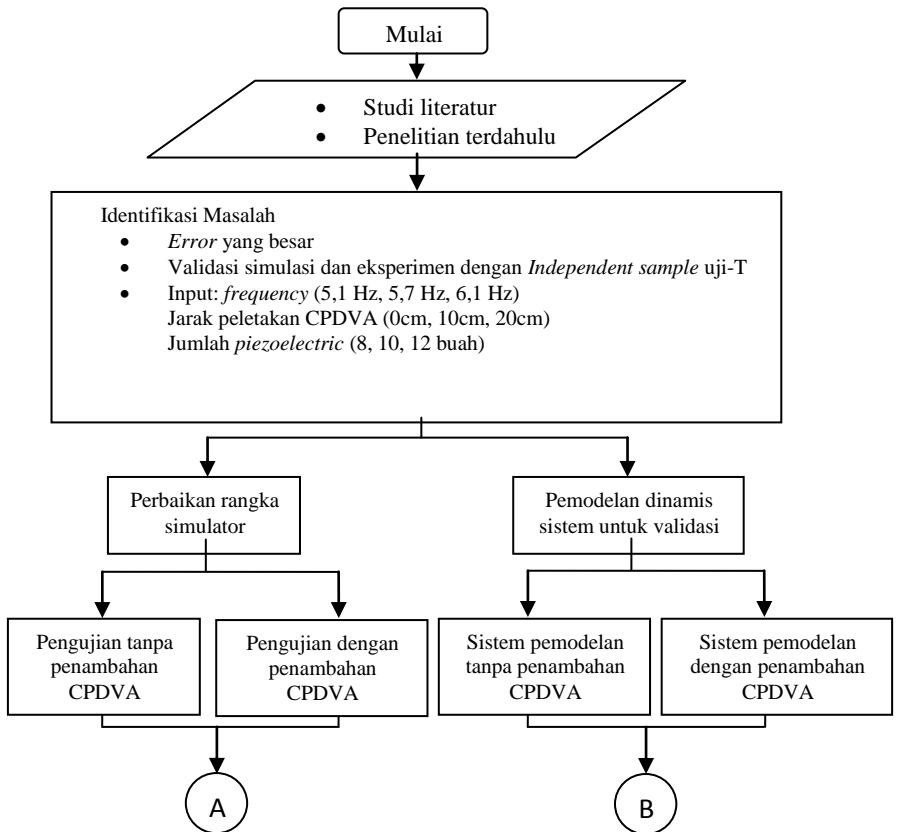 Mulai
• Studi literatur
• Penelitian terdahulu
Identifikasi Masalah
• Error yang besar
• Validasi simulasi dan eksperimen dengan Independent sample uji-T
• Input: frequency (5,1 Hz, 5,7 Hz, 6,1 Hz)
Jarak peletakan CPDVA (0cm, 10cm, 20cm)
Jumlah piezoelectric (8, 10, 12 buah)
Perbaikan rangka
simulator
Pemodelan dinamis
sistem untuk validasi
Pengujian tanpa
penambahan
CPDVA
Pengujian dengan
penambahan
CPDVA
Sistem pemodelan
tanpa penambahan
CPDVA
Sistem pemodelan
dengan penambahan
CPDVA
A
B